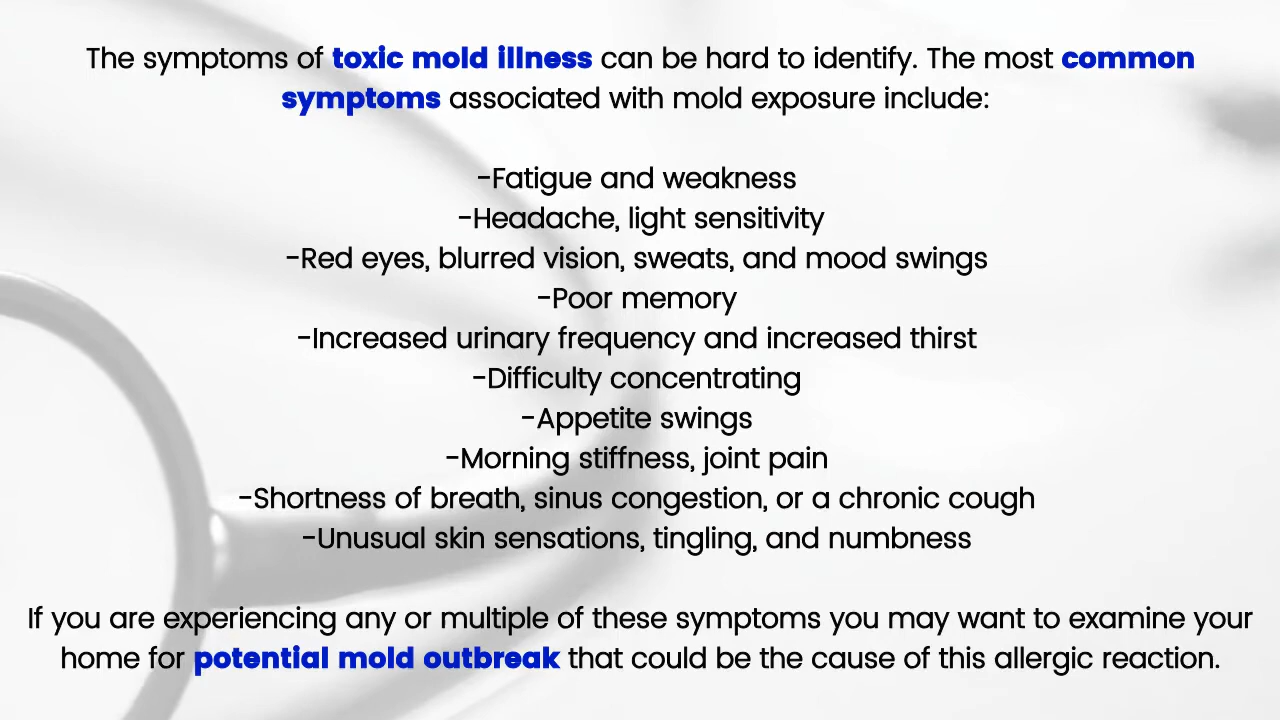 The symptoms of toxic mold illness can be hard to identify. The most common
symptoms associated with mold exposure include:
-Fatigue and weakness
-Headache, light sensitivity
-Red eyes, blurred vision, sweats, and mood swings
-Poor memory
-Increased urinary frequency and increased thirst
-Difficulty concentrating
-Appetite swings
-Morning stiffness, joint pain
-Shortness of breath, sinus congestion, or a chronic cough
-Unusual skin sensations, tingling, and numbness
If you are experiencing any or multiple of these symptoms you may want to examine your
home for potential mold outbreak that could be the cause of this allergic reaction.